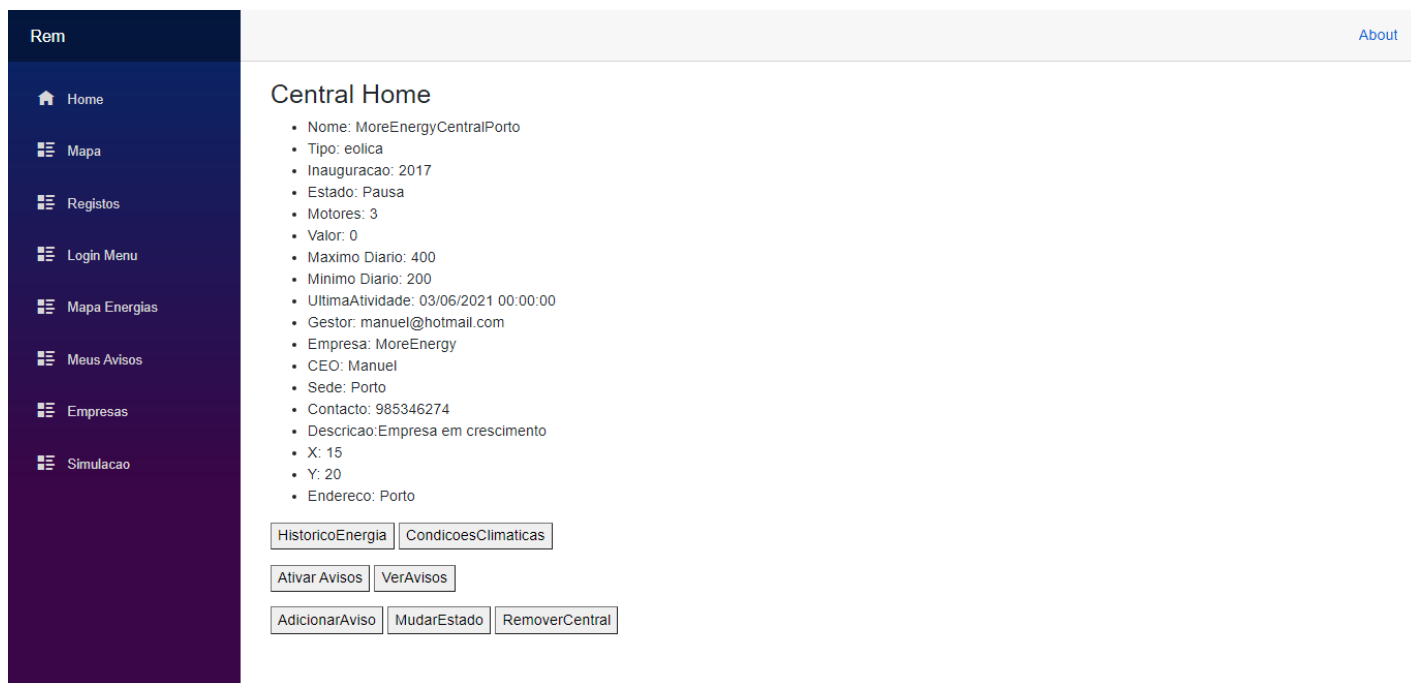 Rem
About
Home
Mapa
Registos
Login Menu
Mapa Energias
Meus Avisos
Empresas
Simulacao
Central Home
Nome: MoreEnergyCentralPorto
Tipo: eolica
Inauguracao: 2017
Estado: Pausa
Motores: 3
Valor: 0
Maximo Diario: 400
Minimo Diario: 200
UltimaAtividade: 03/06/2021 00:00:00
Gestor: manuel@hotmail.com
Empresa: MoreEnergy
CEO: Manuel
Sede: Porto
Contacto: 985346274
Descricao:Empresa em crescimento
X: 15
Y: 20
Endereco: Porto
HistoricoEnergia CondicoesClimaticas
Ativar Avisos VerAvisos
AdicionarAviso MudarEstado RemoverCentral